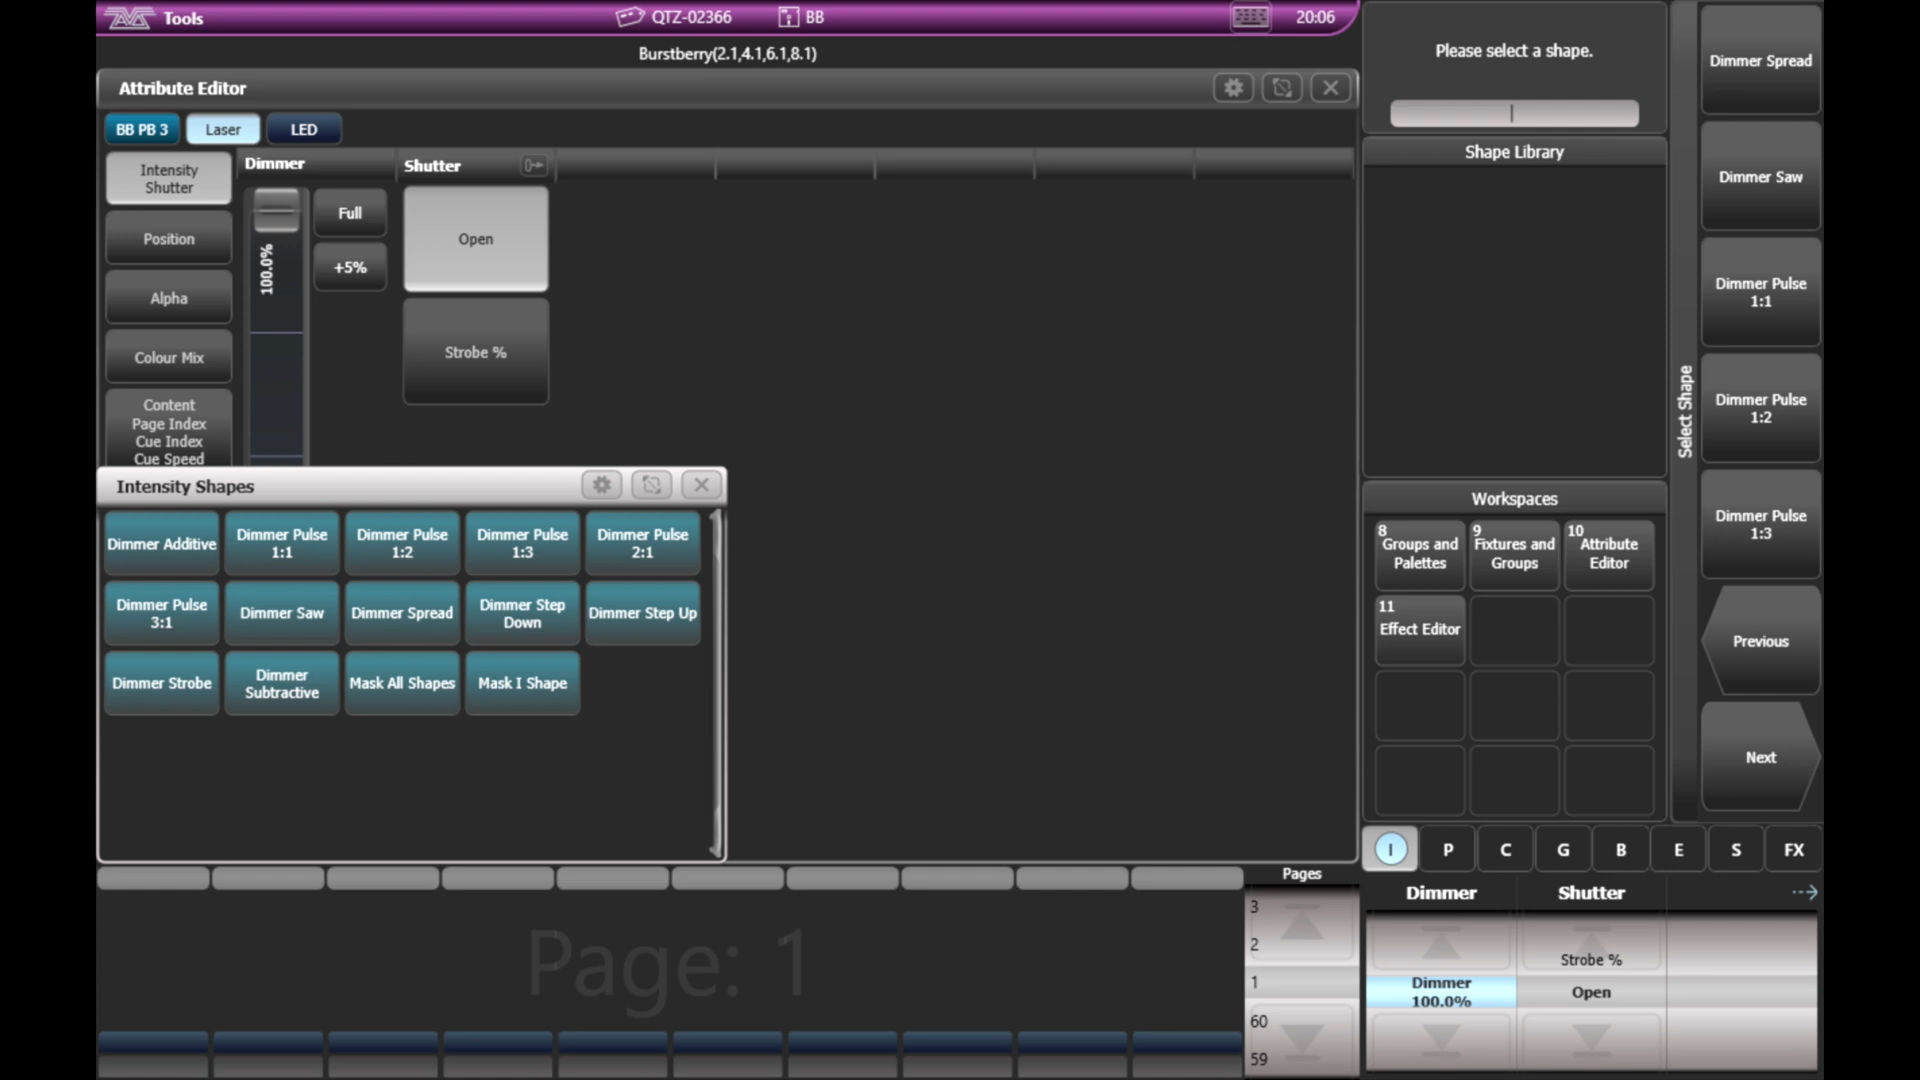 Tools
QTZ-02366
BB
20:06
Burstberry(2.1,4.1,6.1,8.1)
Attribute Editor
BB PB 3
Laser
LED
Intensity
Shutter
Position
Alpha
Colour Mix
Content
Page Index
Cue Index
Cue Speed
Dimmer
100.0%
Full
+5%
Shutter
Open
Strobe %
Intensity Shapes
Dimmer Additive
Dimmer Pulse
1:1
Dimmer Pulse
1:2
Dimmer Pulse
1:3
Dimmer Pulse
2:1
Dimmer Pulse
3:1
Dimmer Saw
Dimmer Spread
Dimmer Step
Down
Dimmer Step Up
Dimmer Strobe
Dimmer
Subtractive
Mask All Shapes
Mask I Shape
Page: 1
Pages
3
2
1
60
59
Please select a shape.
Shape Library
Workspaces
8
Groups and
Palettes
9
Fixtures and
Groups
10
Attribute
Editor
11
Effect Editor
Select Shape
Dimmer Spread
Dimmer Saw
Dimmer Pulse
1:1
Dimmer Pulse
1:2
Dimmer Pulse
1:3
Previous
Next
I
P
C
G
B
E
S
FX
Dimmer
Shutter
Strobe %
Dimmer
100.0%
Open